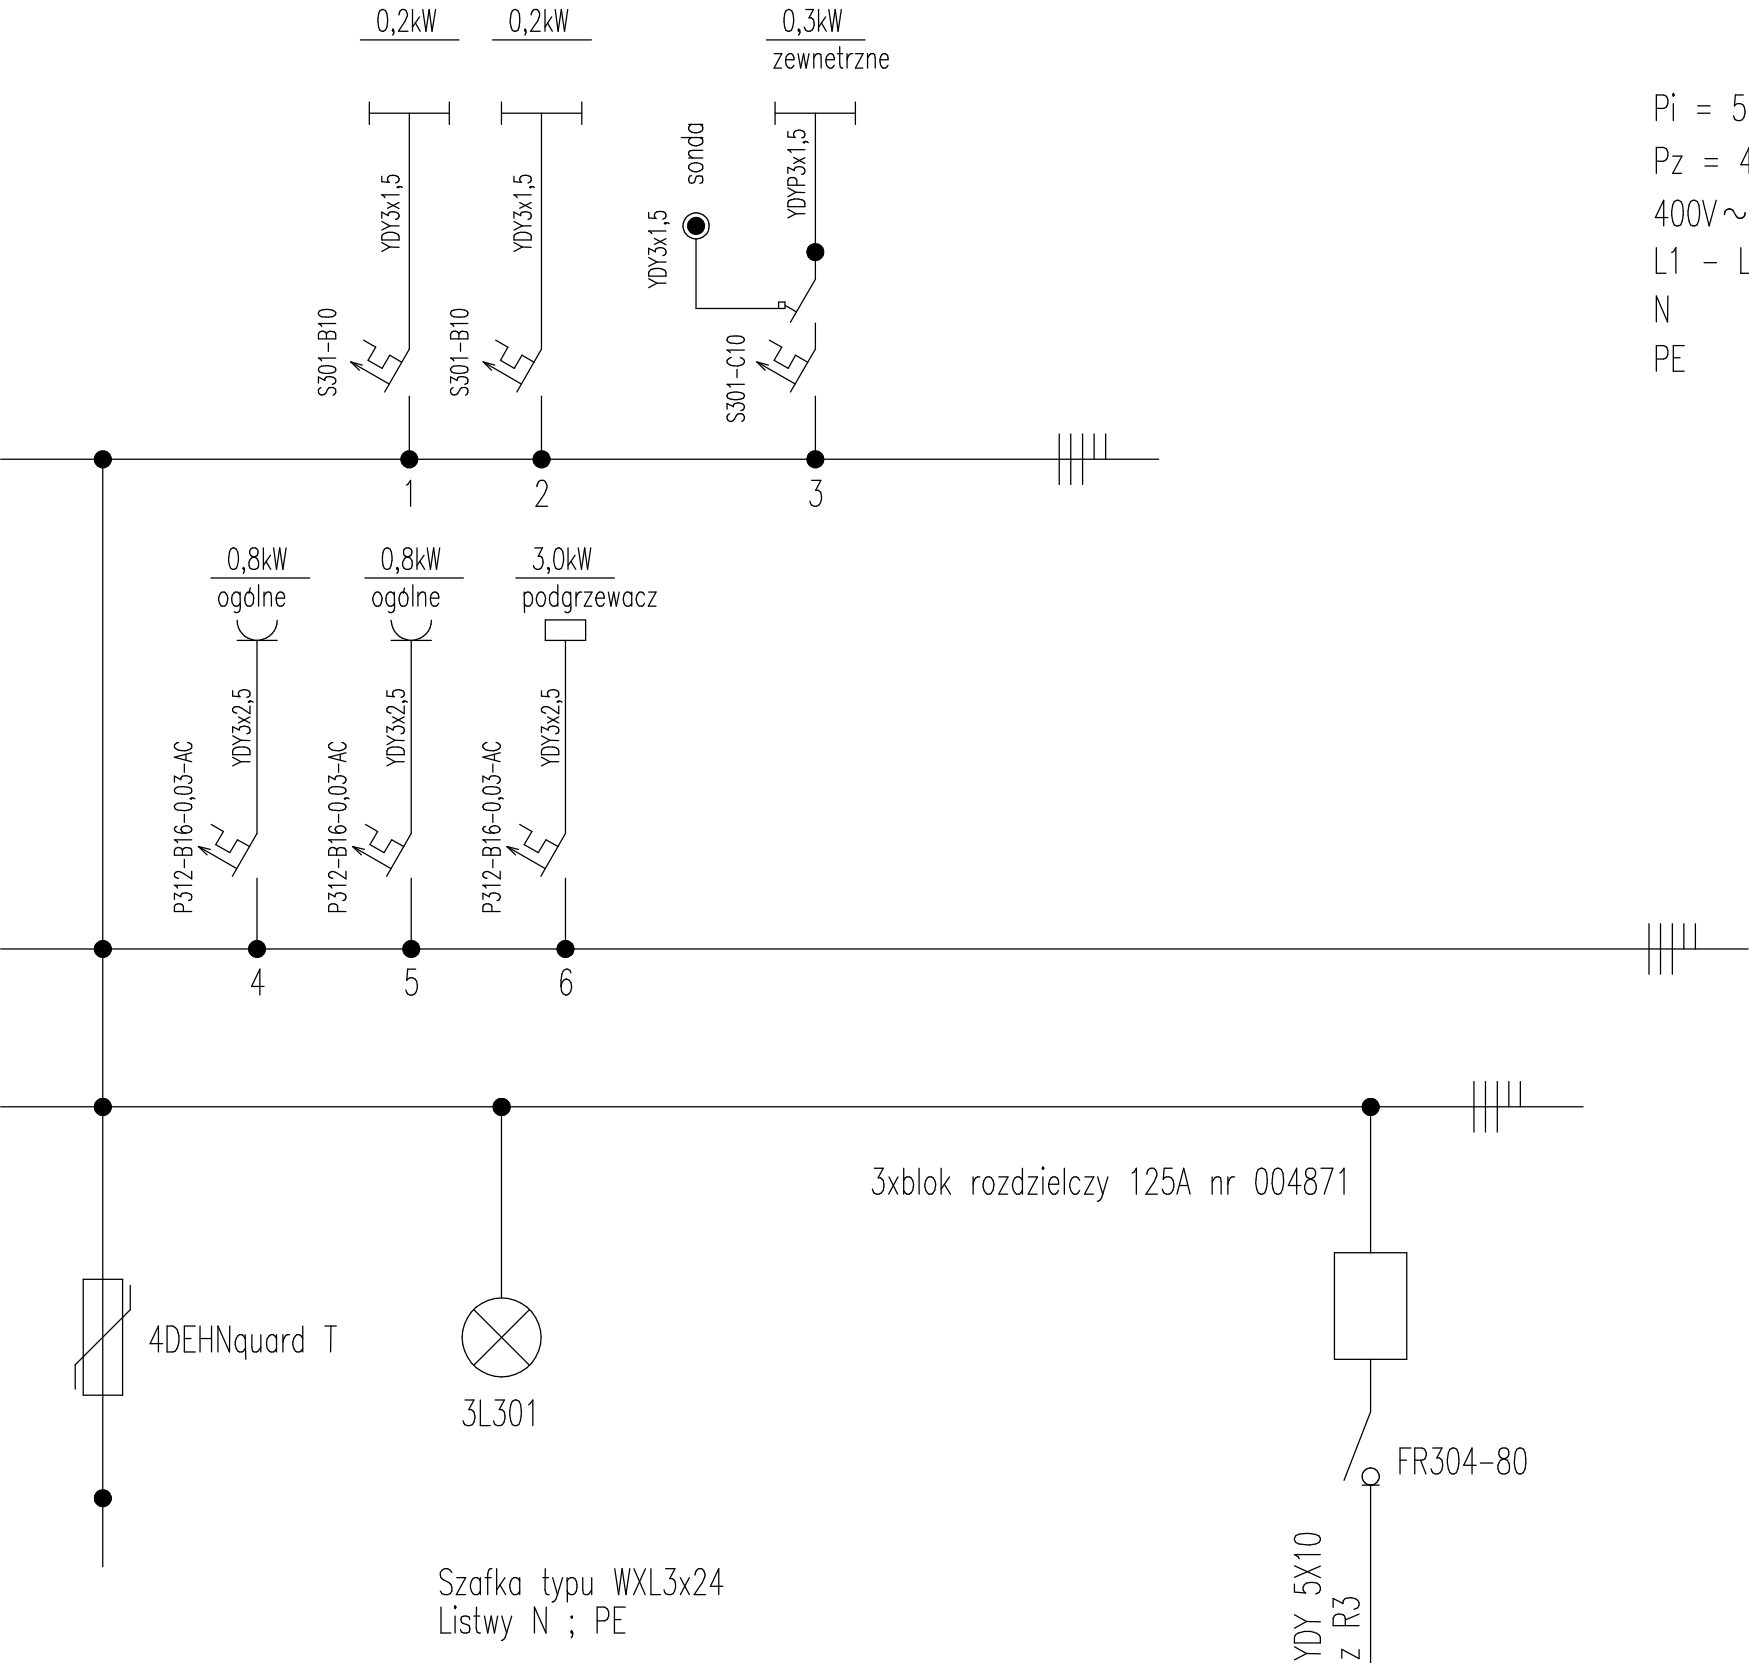 0,2kW
0,2kW
0,3kW
zewnetrzne
YDY3x1,5
YDY3x1,5
YDY3x1,5
sonda
YDYP3x1,5
S301-B10
S301-B10
S301-C10
Pi = 5
Pz = 4
400V~
L1 - L
N
PE
1
2
3
0,8kW
ogólne
0,8kW
ogólne
3,0kW
podgrzewacz
YDY3x2,5
YDY3x2,5
YDY3x2,5
P312-B16-0,03-AC
P312-B16-0,03-AC
P312-B16-0,03-AC
4
5
6
3xblok rozdzielczy 125A nr 004871
4DEHNquard T
3L301
FR304-80
YDY 5X10
z R3
Szafka typu WXL3x24
Listwy N ; PE